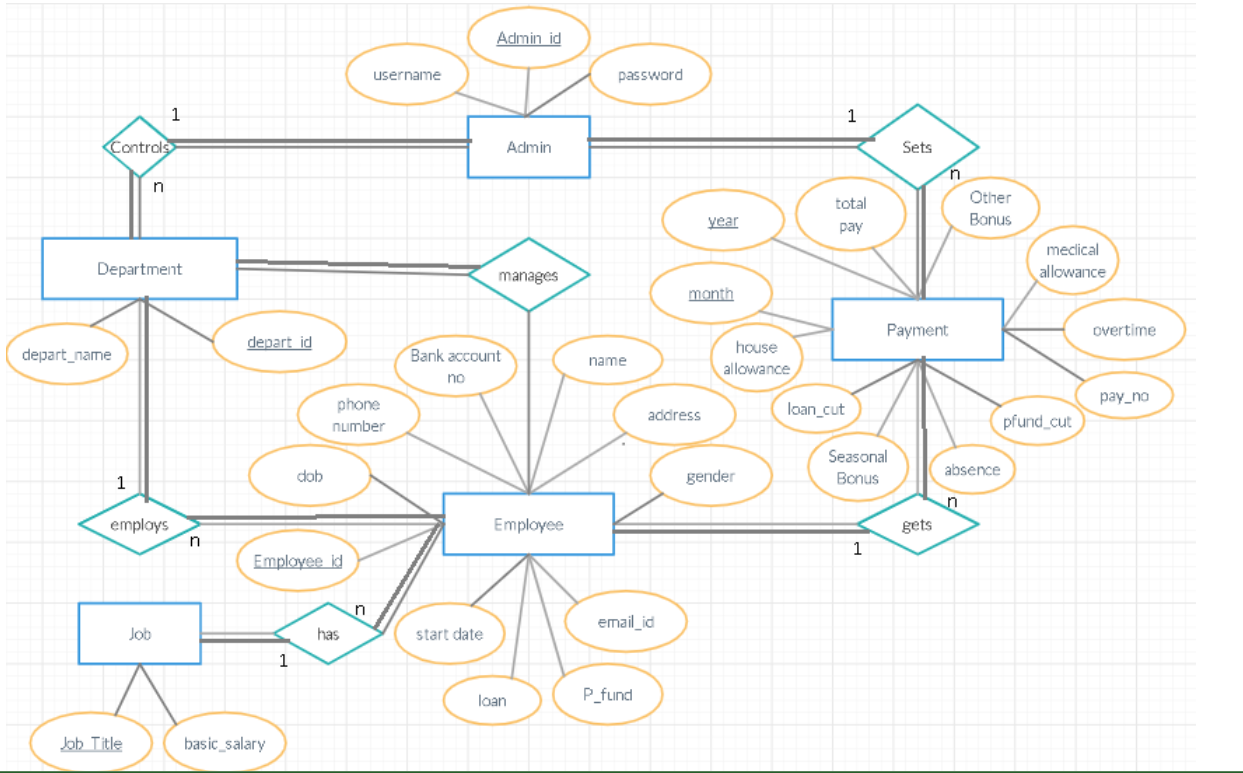 Admin_id
username
password
1
1
Controls
Admin
Sets
n
n
year
total
pay
Other
Bonus
medical
allowance
Department
manages
month
Payment
overtime
depart_name
depart_id
Bank account
no
name
house
allowance
pay_no
phone
number
address
loan_cut
pfund_cut
dob
gender
Seasonal
Bonus
absence
1
n
employs
n
Employee
gets
1
Employee_id
n
Job
has
1
start date
email_id
loan
P_fund
Job_Title
basic_salary